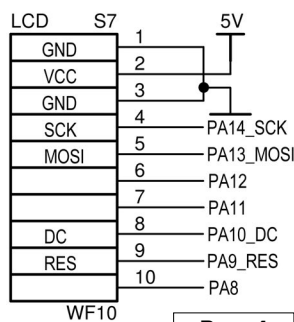 LCD S7 5V
GND 1
VCC 2
GND 3
SCK 4 PA14_SCK
MOSI 5 PA13_MOSI
6 PA12
7 PA11
DC 8 PA10_DC
RES 9 PA9_RES
10 PA8
WF10